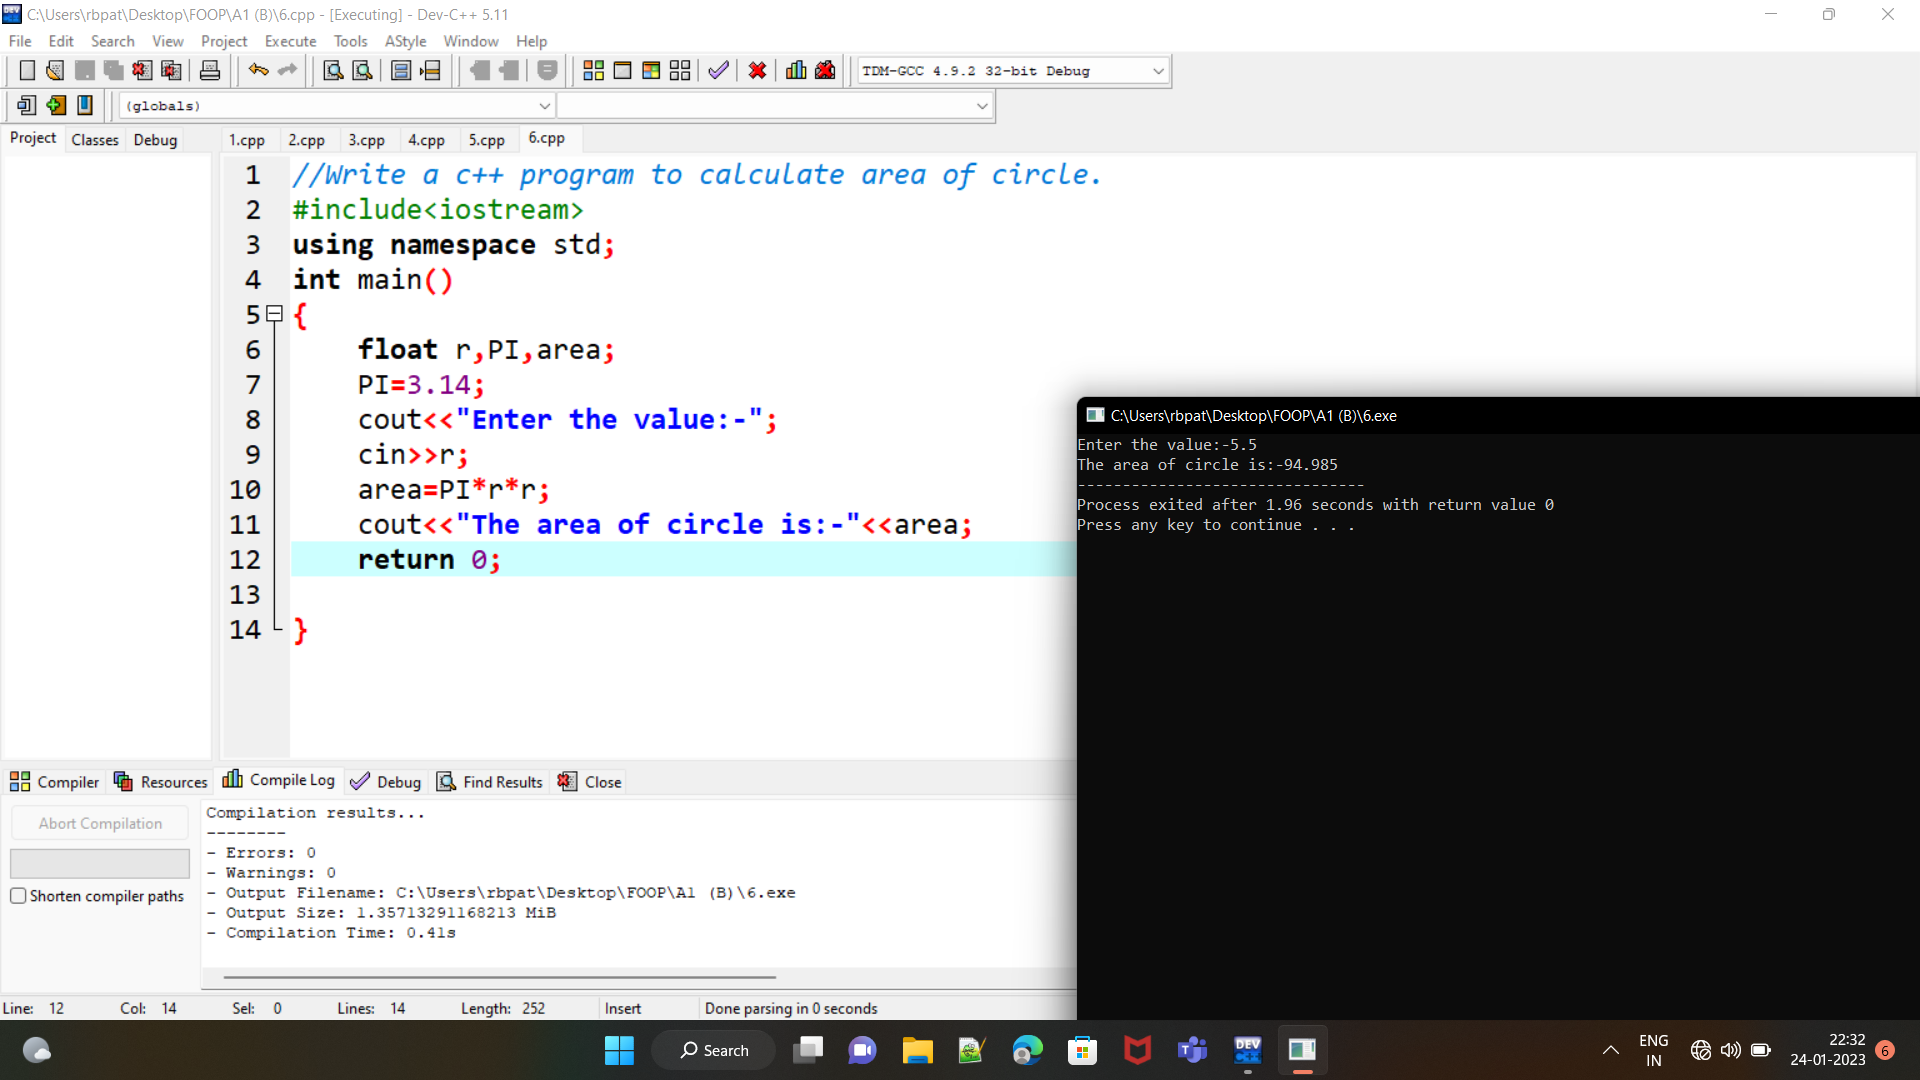 C:\Users\rbpat\Desktop\FOOP\A1 (B)\6.cpp - [Executing] - Dev-C++ 5.11
File Edit Search View Project Execute Tools AStyle Window Help
TDM-GCC 4.9.2 32-bit Debug
(globals)
Project Classes Debug
1.cpp 2.cpp 3.cpp 4.cpp 5.cpp 6.cpp
1 //Write a c++ program to calculate area of circle.
2 #include<iostream>
3 using namespace std;
4 int main()
5 {
6 float r,PI,area;
7 PI=3.14;
8 cout<<"Enter the value:-";
9 cin>>r;
10 area=PI*r*r;
11 cout<<"The area of circle is:-"<<area;
12 return 0;
13
14 }
C:\Users\rbpat\Desktop\FOOP\A1 (B)\6.exe
Enter the value:-5.5
The area of circle is:-94.985
--------------------------------
Process exited after 1.96 seconds with return value 0
Press any key to continue . . .
Compiler Resources Compile Log Debug Find Results Close
Abort Compilation
Shorten compiler paths
Compilation results...
--------
- Errors: 0
- Warnings: 0
- Output Filename: C:\Users\rbpat\Desktop\FOOP\A1 (B)\6.exe
- Output Size: 1.35713291168213 MiB
- Compilation Time: 0.41s
Line: 12 Col: 14 Sel: 0 Lines: 14 Length: 252 Insert Done parsing in 0 seconds
Search
DEV
C++
ENG
IN
22:32
24-01-2023
6